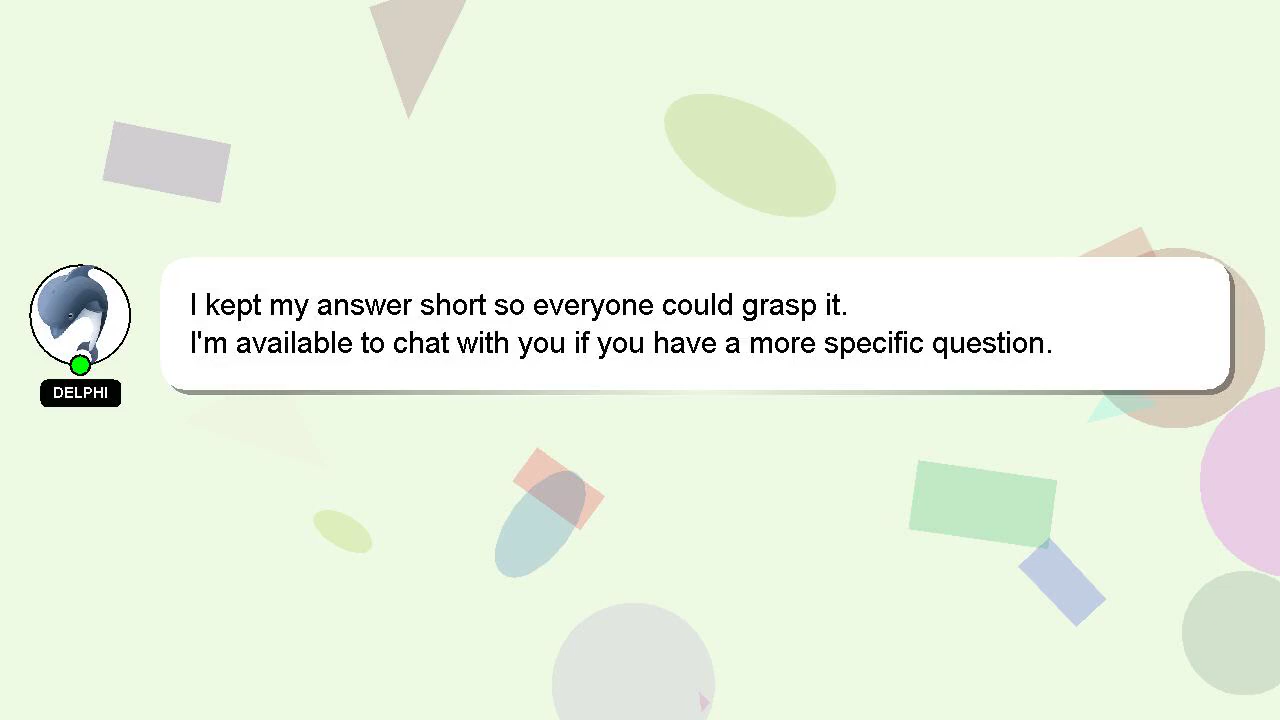 I kept my answer short so everyone could grasp it.
I'm available to chat with you if you have a more specific question.
DELPHI